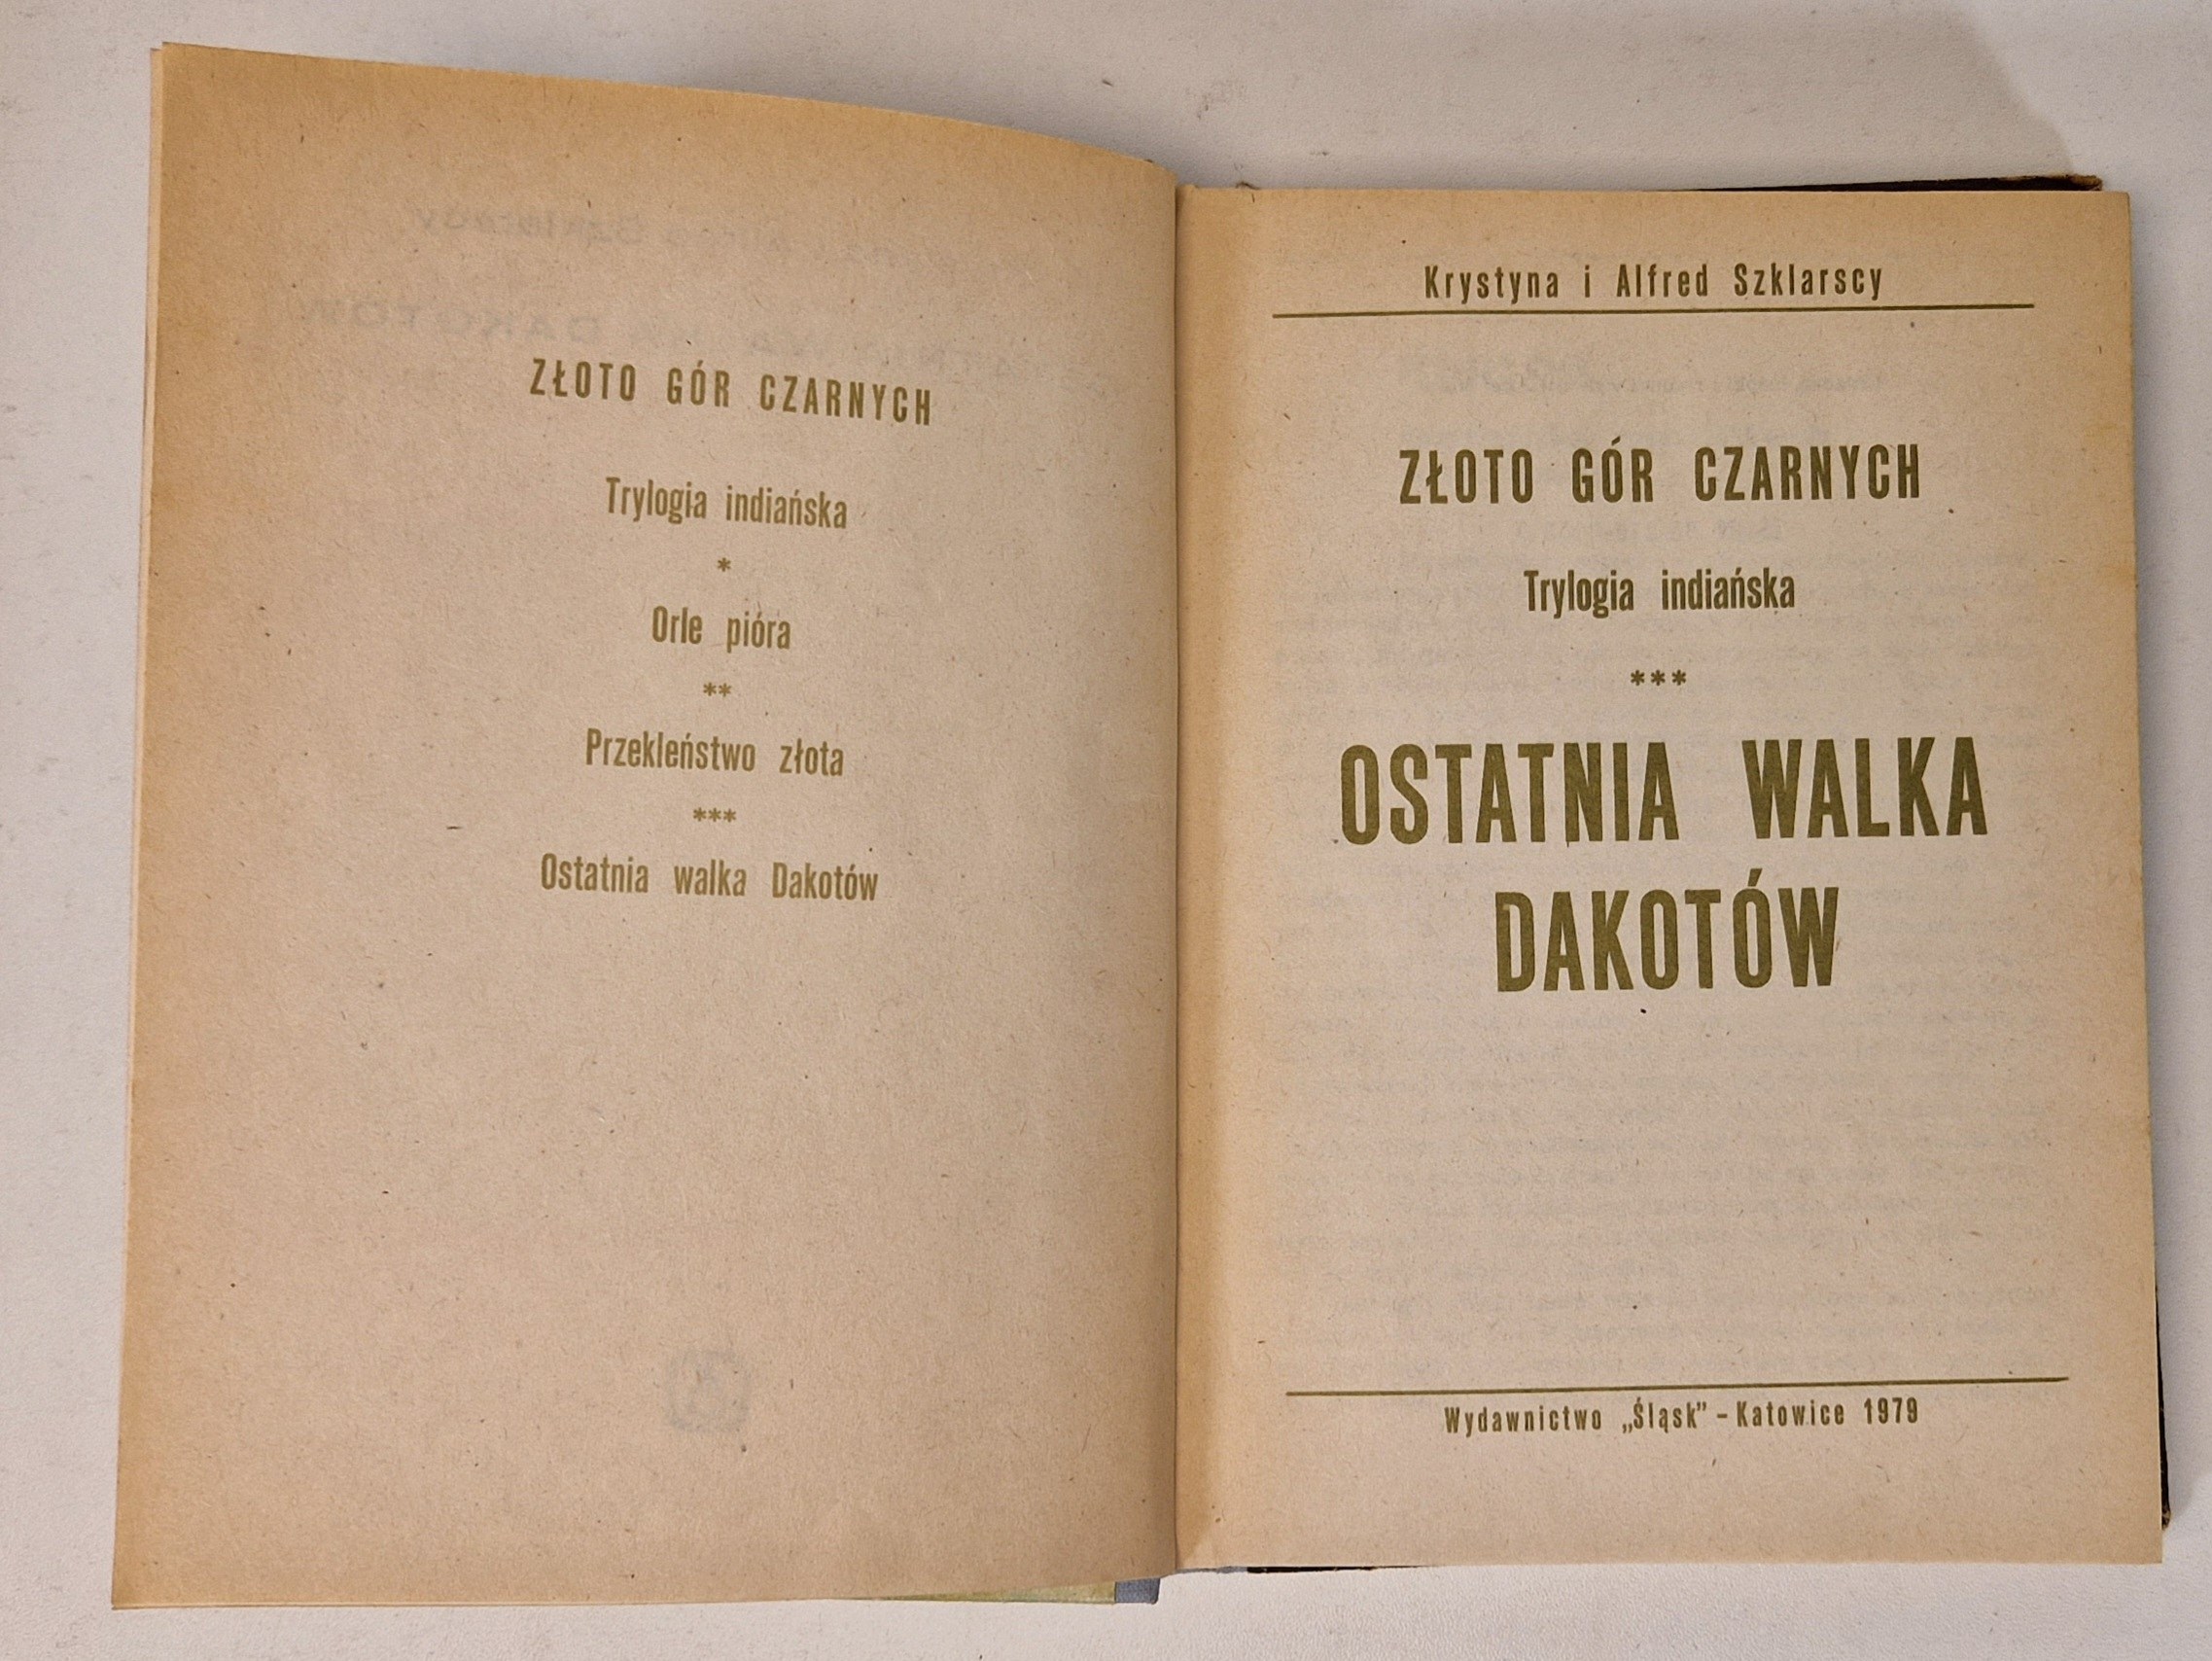 ZŁOTO GÓR CZARNYCH
Trylogia indiańska
*
Orle pióra
**
Przekleństwo złota
***
Ostatnia walka Dakotów
Krystyna i Alfred Szklarscy
ZŁOTO GÓR CZARNYCH
Trylogia indiańska
***
OSTATNIA WALKA
DAKOTÓW
Wydawnictwo „Śląsk” – Katowice 1979